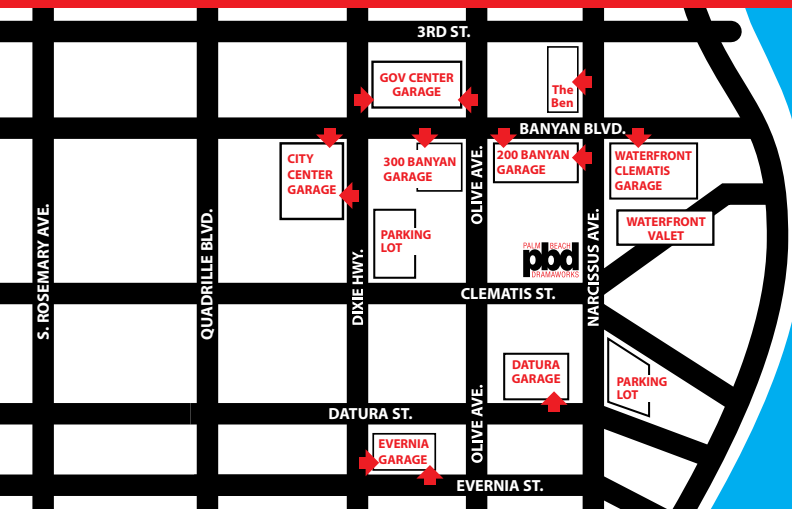 3RD ST.
GOV CENTER
GARAGE
The
Ben
BANYAN BLVD.
CITY
CENTER
GARAGE
300 BANYAN
GARAGE
200 BANYAN
GARAGE
WATERFRONT
CLEMATIS
GARAGE
OLIVE AVE.
S. ROSEMARY AVE.
QUADRILLE BLVD.
DIXIE HWY.
NARCISSUS AVE.
WATERFRONT
VALET
PARKING
LOT
PALM BEACH
pbd
DRAMAWORKS
CLEMATIS ST.
DATURA
GARAGE
PARKING
LOT
DATURA ST.
OLIVE AVE.
EVERNIA
GARAGE
EVERNIA ST.